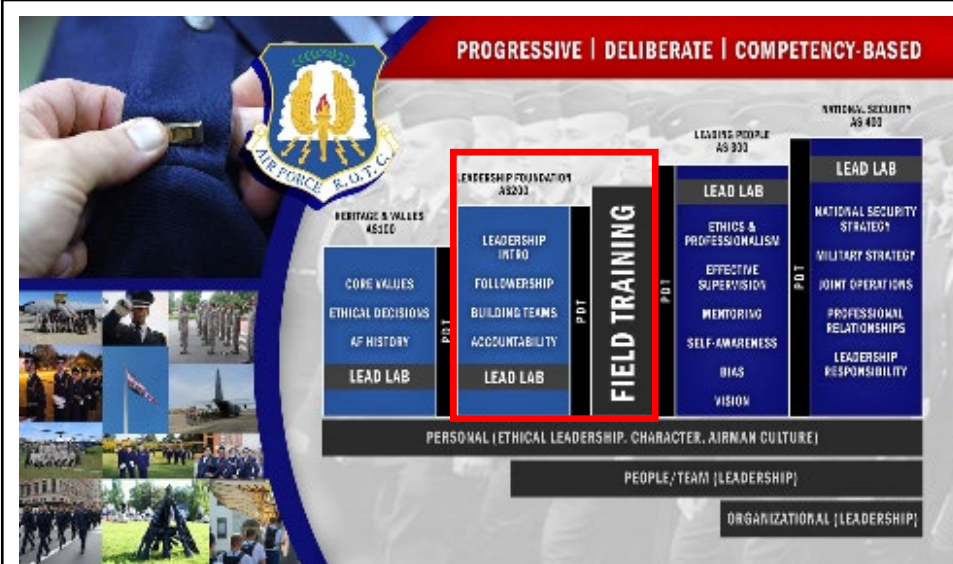 PROGRESSIVE | DELIBERATE | COMPETENCY-BASED
AIR FORCE R.O.T.C.
HERITAGE & VALUES
AS100
CORE VALUES
ETHICAL DECISIONS
AF HISTORY
LEAD LAB
PDT
LEADERSHIP FOUNDATION
AS200
LEADERSHIP
INTRO
FOLLOWERSHIP
BUILDING TEAMS
ACCOUNTABILITY
LEAD LAB
PDT
FIELD TRAINING
PDT
LEADING PEOPLE
AS 300
LEAD LAB
ETHICS &
PROFESSIONALISM
EFFECTIVE
SUPERVISION
MENTORING
SELF-AWARENESS
BIAS
VISION
PDT
NATIONAL SECURITY
AS 400
LEAD LAB
NATIONAL SECURITY
STRATEGY
MILITARY STRATEGY
JOINT OPERATIONS
PROFESSIONAL
RELATIONSHIPS
LEADERSHIP
RESPONSIBILITY
PERSONAL (ETHICAL LEADERSHIP, CHARACTER, AIRMAN CULTURE)
PEOPLE/TEAM (LEADERSHIP)
ORGANIZATIONAL (LEADERSHIP)